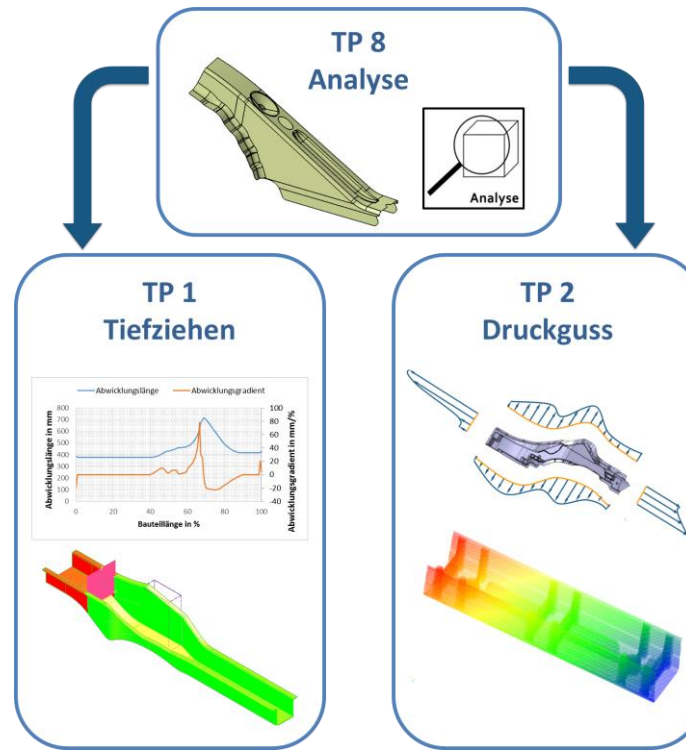 TP 8
Analyse
Analyse
TP 1
Tiefziehen
Abwicklungslänge
Abwicklungsgradient
Abwicklungslänge in mm
800
700
600
500
400
300
200
100
0
100
80
60
40
20
0
-20
-40
Abwicklungsgradient in mm/%
0
20
40
60
80
100
Bauteillänge in %
TP 2
Druckguss